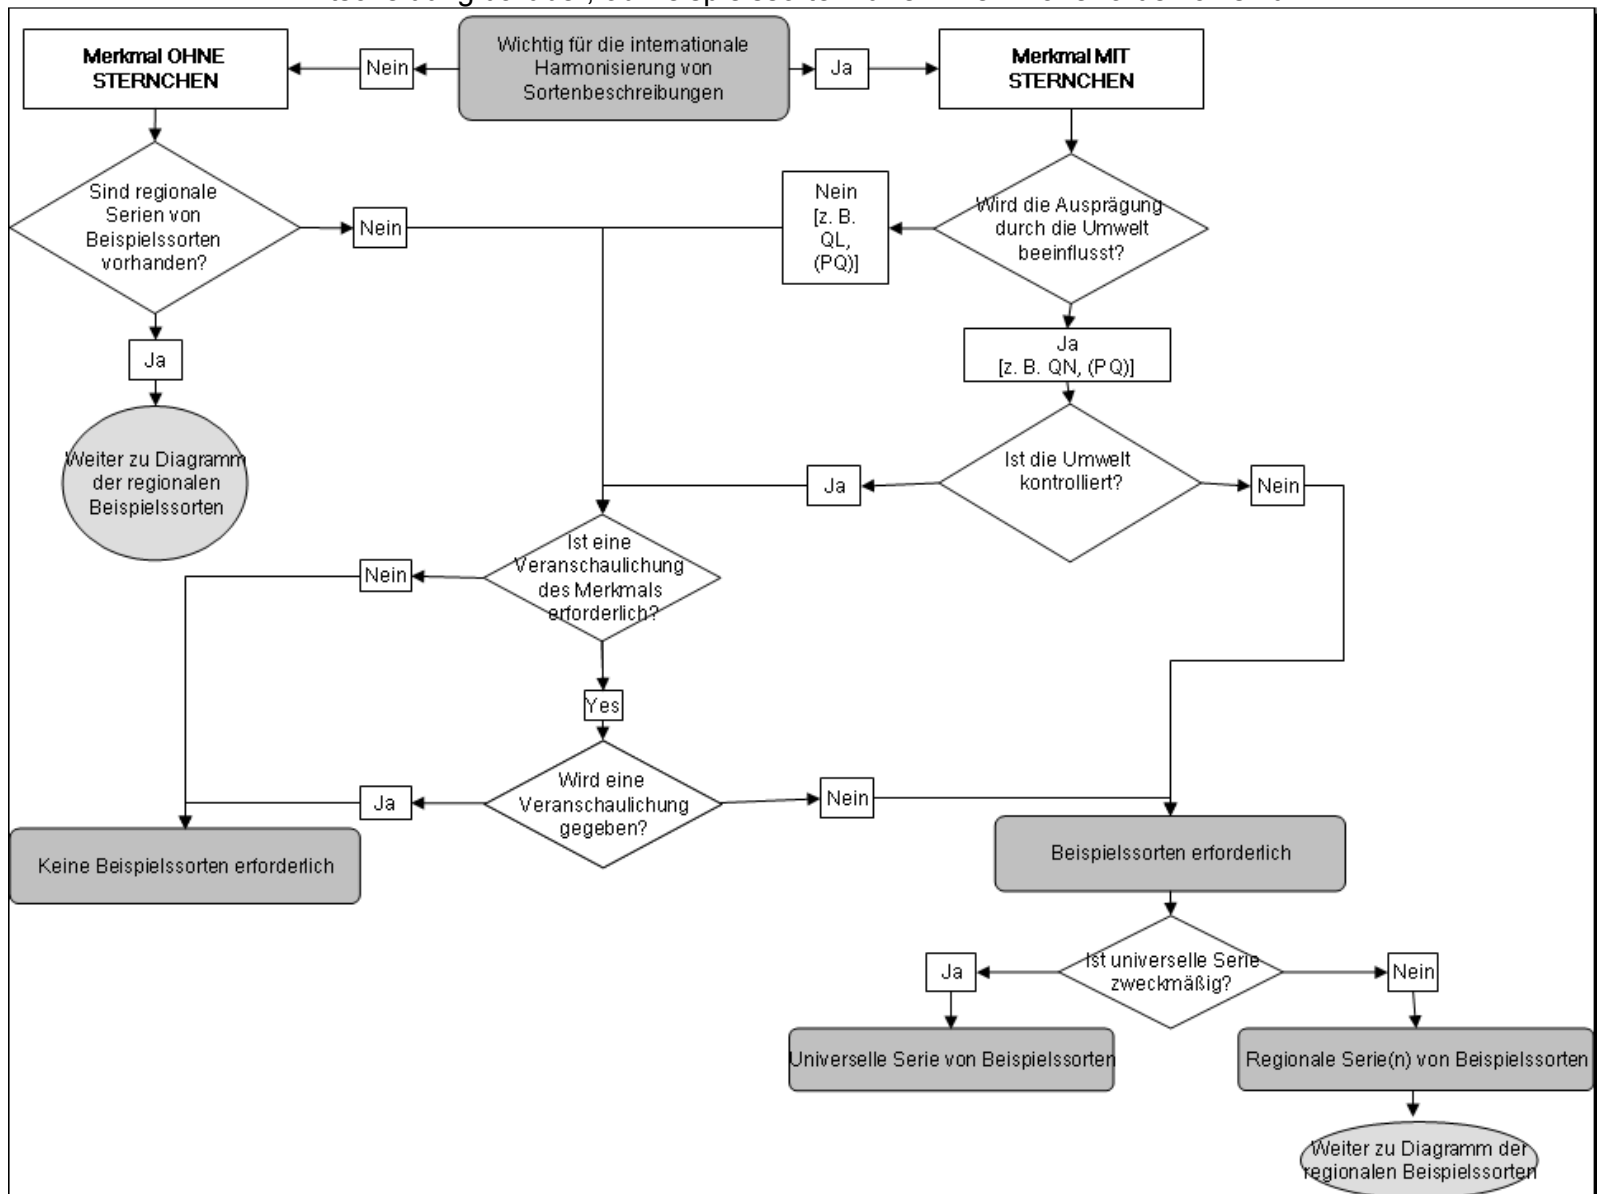 Wichtig für die internationale
Harmonisierung von
Sortenbeschreibungen
Nein
Ja
Merkmal OHNE
STERNCHEN
Merkmal MIT
STERNCHEN
Sind regionale
Serien von
Beispielssorten
vorhanden?
Nein
Nein
[z. B.
QL,
(PQ)]
Wird die Ausprägung
durch die Umwelt
beeinflusst?
Ja
Ja
[z. B. QN, (PQ)]
Weiter zu Diagramm
der regionalen
Beispielssorten
Ja
Ist die Umwelt
kontrolliert?
Nein
Nein
Ist eine
Veranschaulichung
des Merkmals
erforderlich?
Yes
Ja
Wird eine
Veranschaulichung
gegeben?
Nein
Keine Beispielssorten erforderlich
Beispielssorten erforderlich
Ja
Ist universelle Serie
zweckmäßig?
Nein
Universelle Serie von Beispielssorten
Regionale Serie(n) von Beispielssorten
Weiter zu Diagramm der
regionalen Beispielssorten